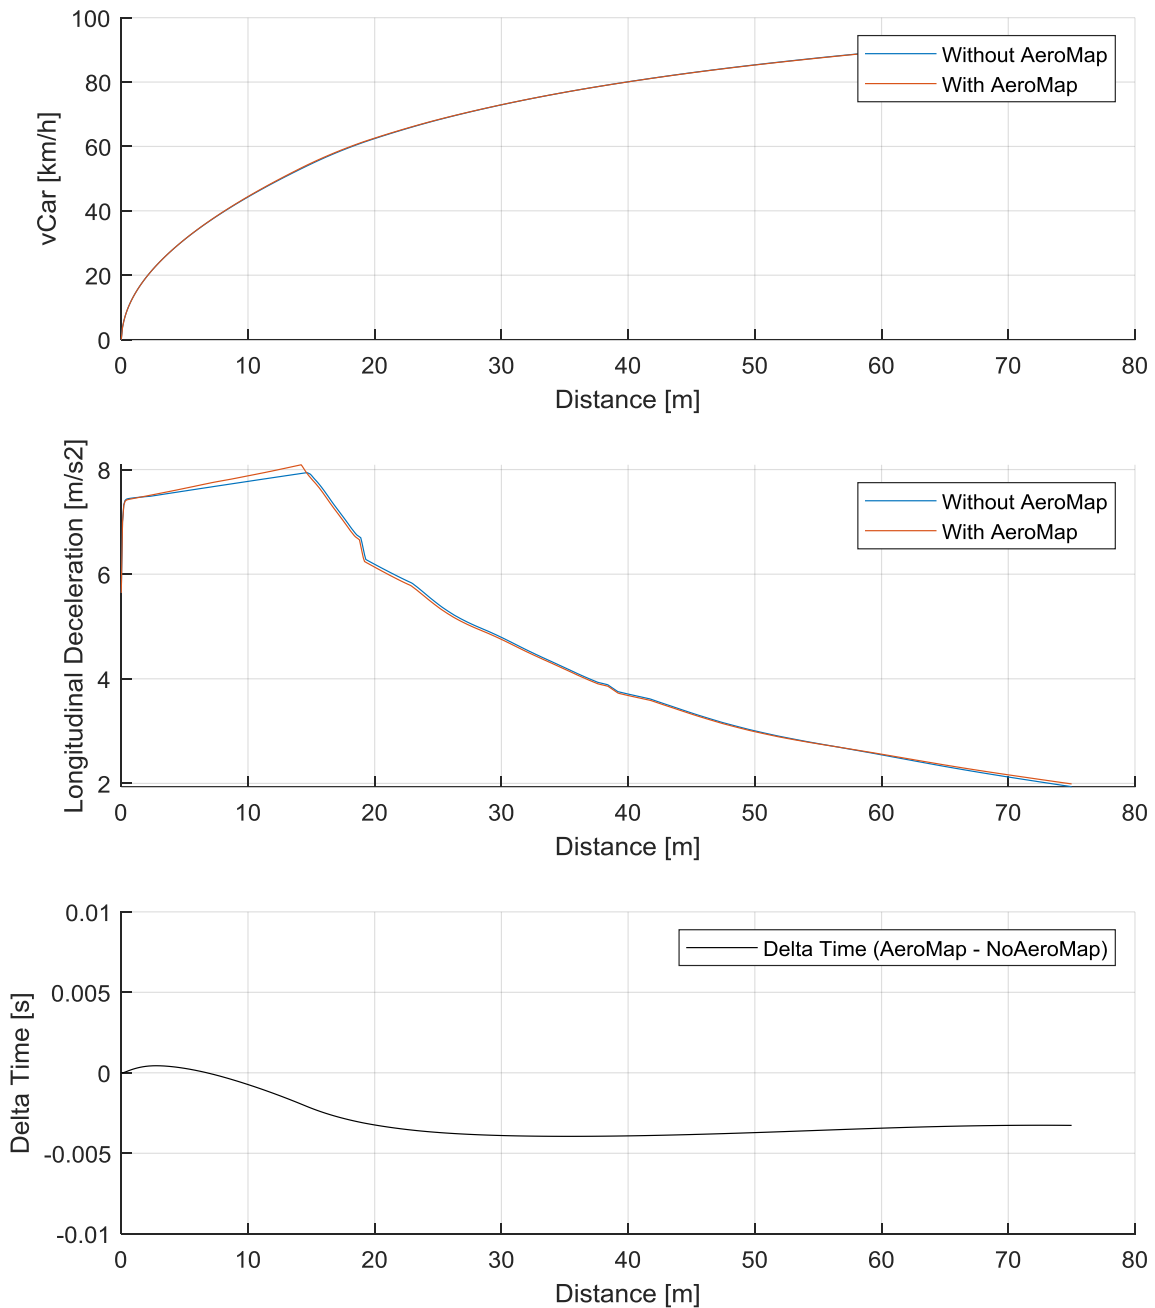 100
80
60
40
20
0
vCar [km/h]
Without AeroMap
With AeroMap
0 10 20 30 40 50 60 70 80
Distance [m]
8
6
4
2
Longitudinal Deceleration [m/s2]
Without AeroMap
With AeroMap
0 10 20 30 40 50 60 70 80
Distance [m]
0.01
0.005
0
-0.005
-0.01
Delta Time [s]
Delta Time (AeroMap - NoAeroMap)
0 10 20 30 40 50 60 70 80
Distance [m]